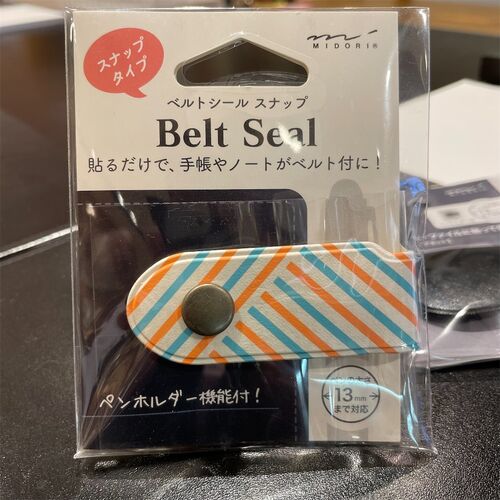 スナップ
タイプ
MIDORI®
ベルトシール スナップ
Belt Seal
貼るだけで、手帳やノートがベルト付に!
ペンホルダー機能付!
13mm
まで対応